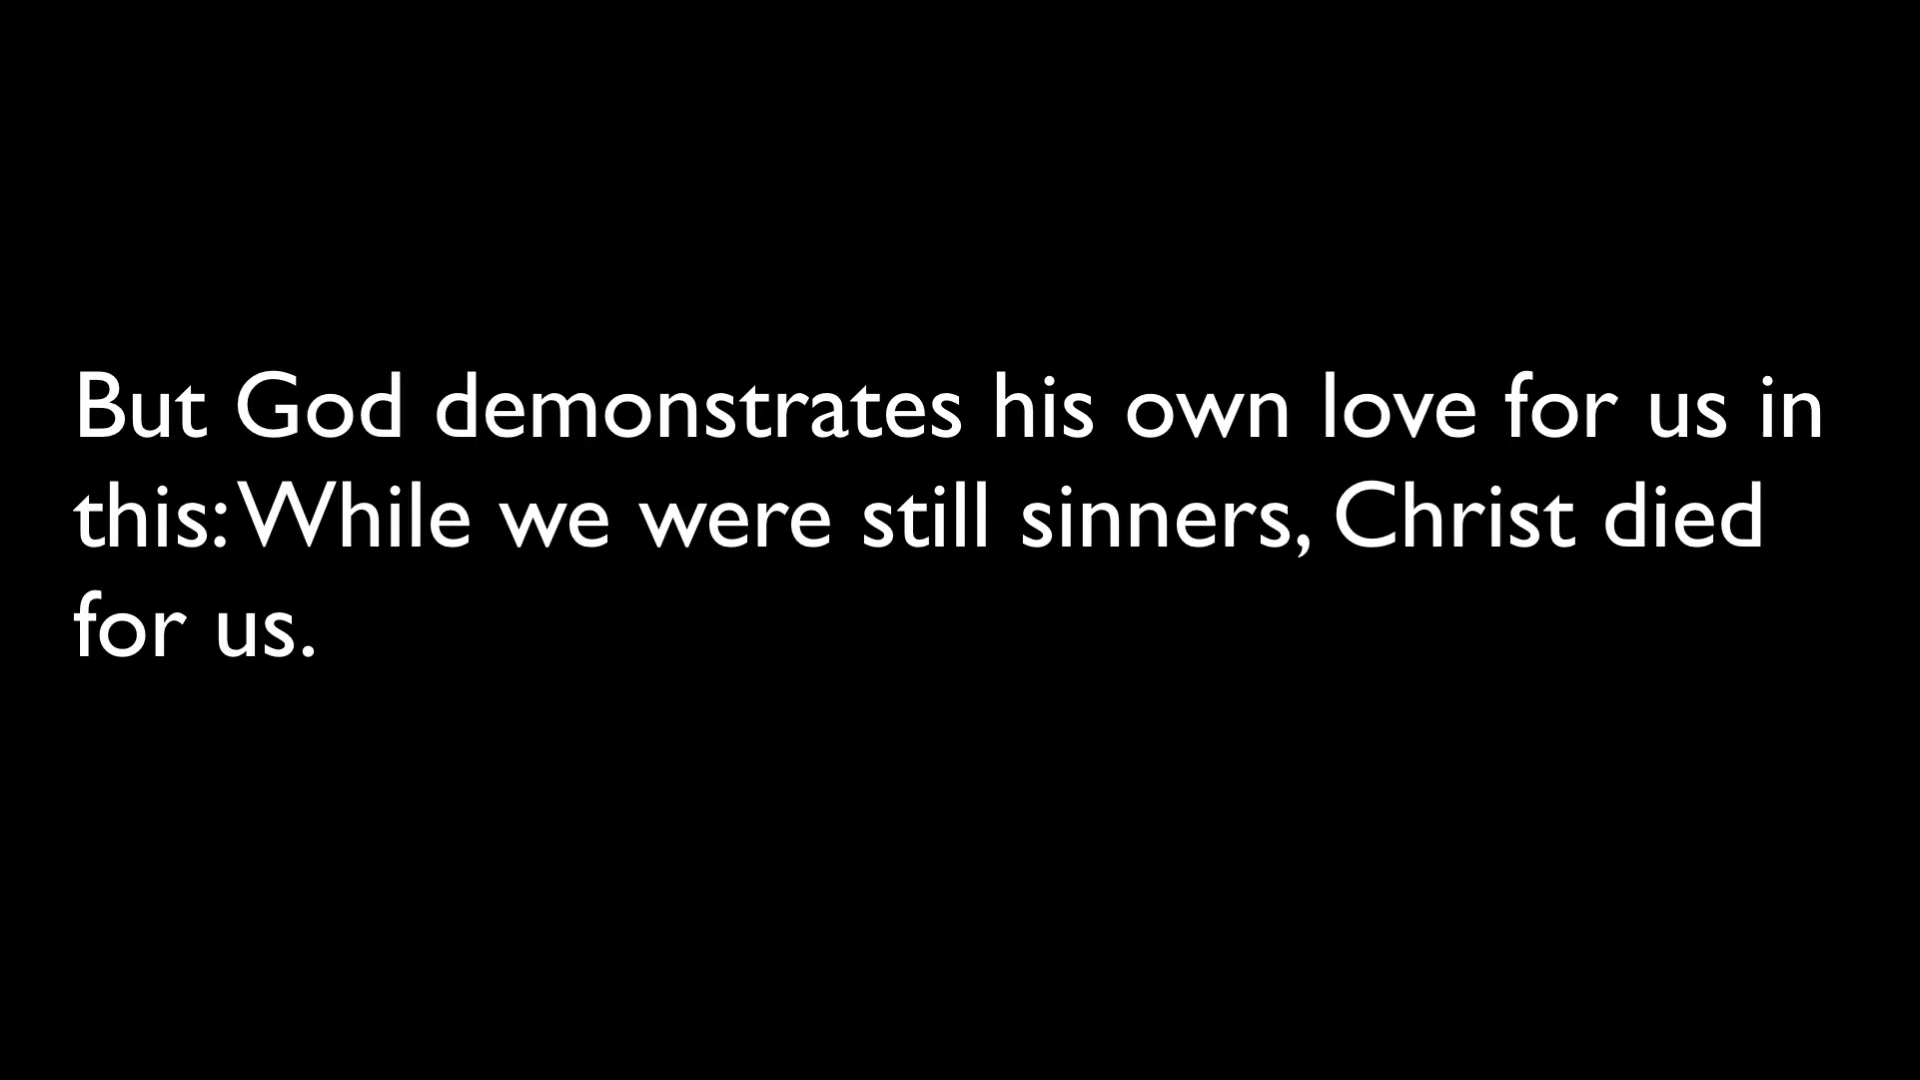 But God demonstrates his own love for us in
this: While we were still sinners, Christ died
for us.